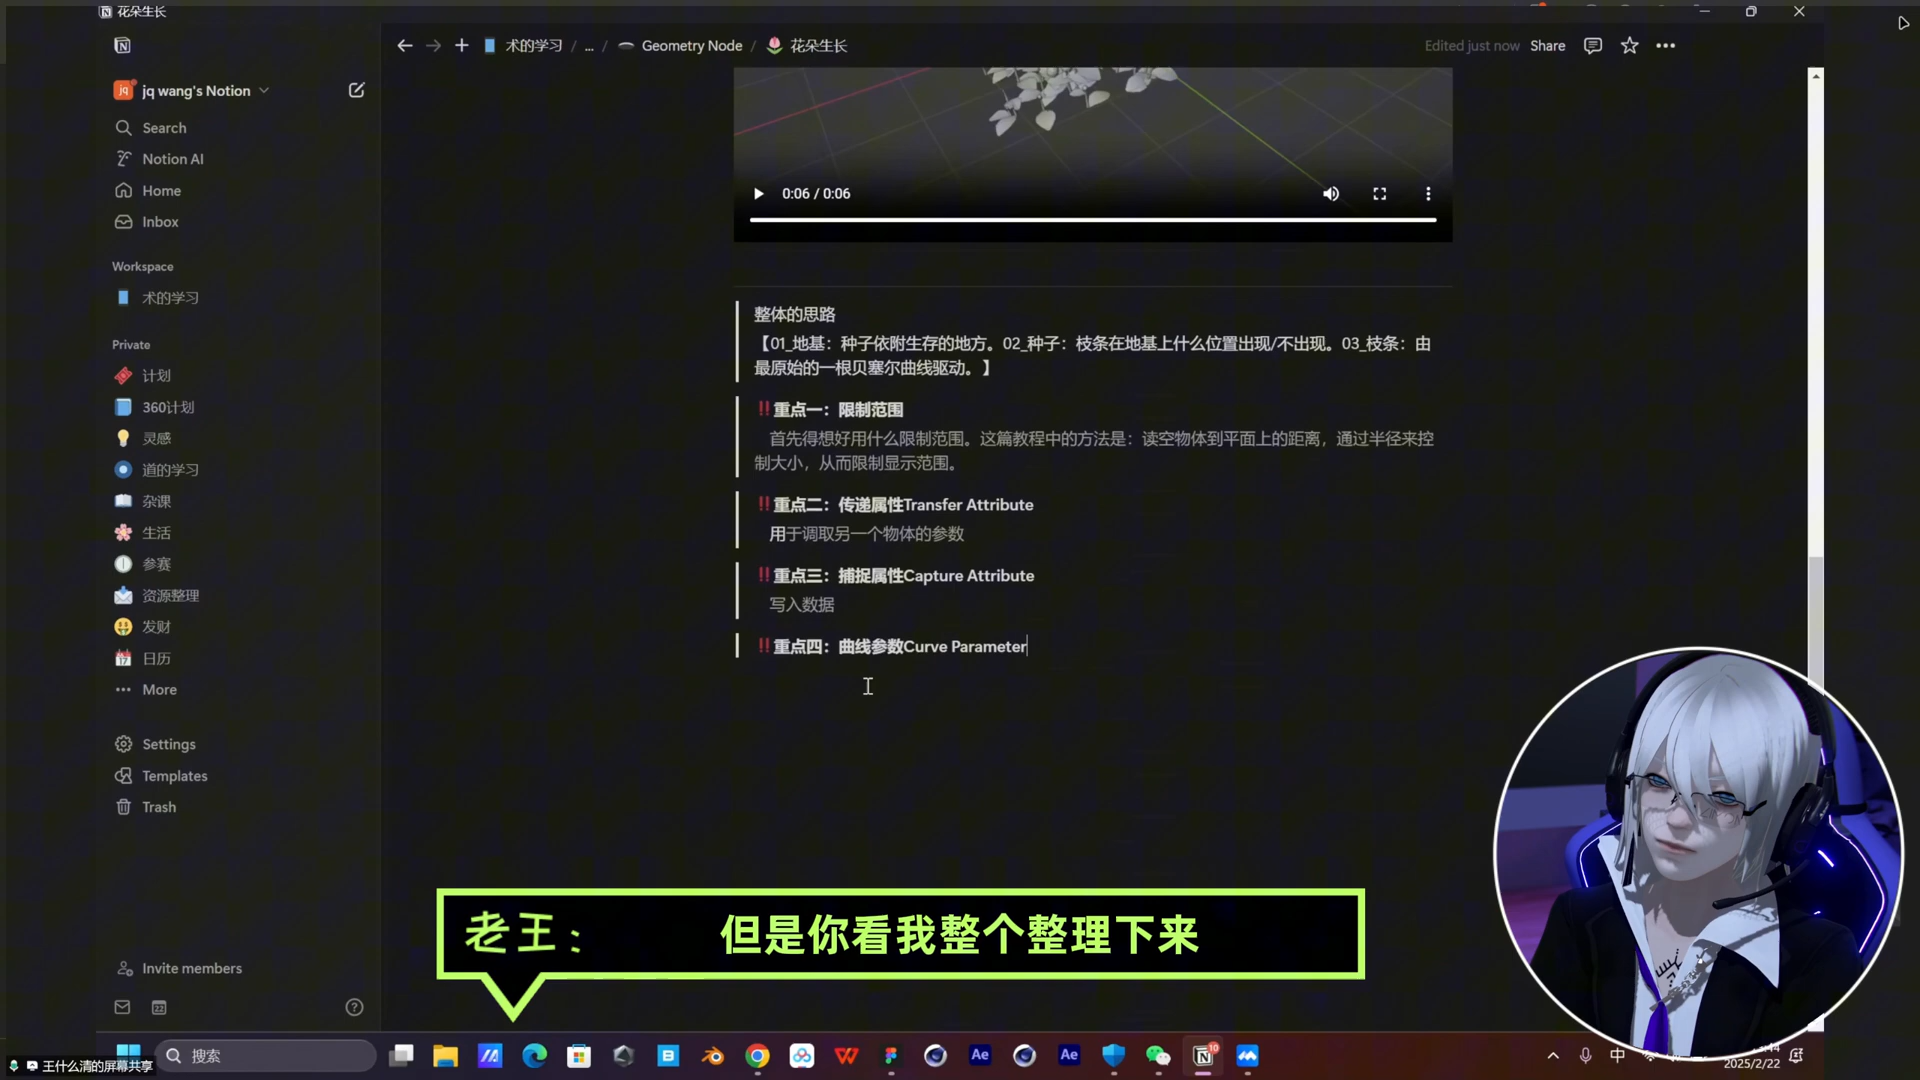 花朵生长
术的学习 / ... / Geometry Node / 花朵生长
Edited just now Share
jq wang's Notion
Search
Notion AI
Home
Inbox
Workspace
术的学习
Private
计划
360计划
灵感
道的学习
杂课
生活
参赛
资源整理
发财
日历
More
Settings
Templates
Trash
Invite members
0:06 / 0:06
整体的思路
【01_地基：种子依附生存的地方。02_种子：枝条在地基上什么位置出现/不出现。03_枝条：由
最原始的一根贝塞尔曲线驱动。】
‼重点一：限制范围
首先得想好用什么限制范围。这篇教程中的方法是：读空物体到平面上的距离，通过半径来控
制大小，从而限制显示范围。
‼重点二：传递属性Transfer Attribute
用于调取另一个物体的参数
‼重点三：捕捉属性Capture Attribute
写入数据
‼重点四：曲线参数Curve Parameter
老王： 但是你看我整个整理下来
王什么清的屏幕共享
搜索
中
2025/2/22